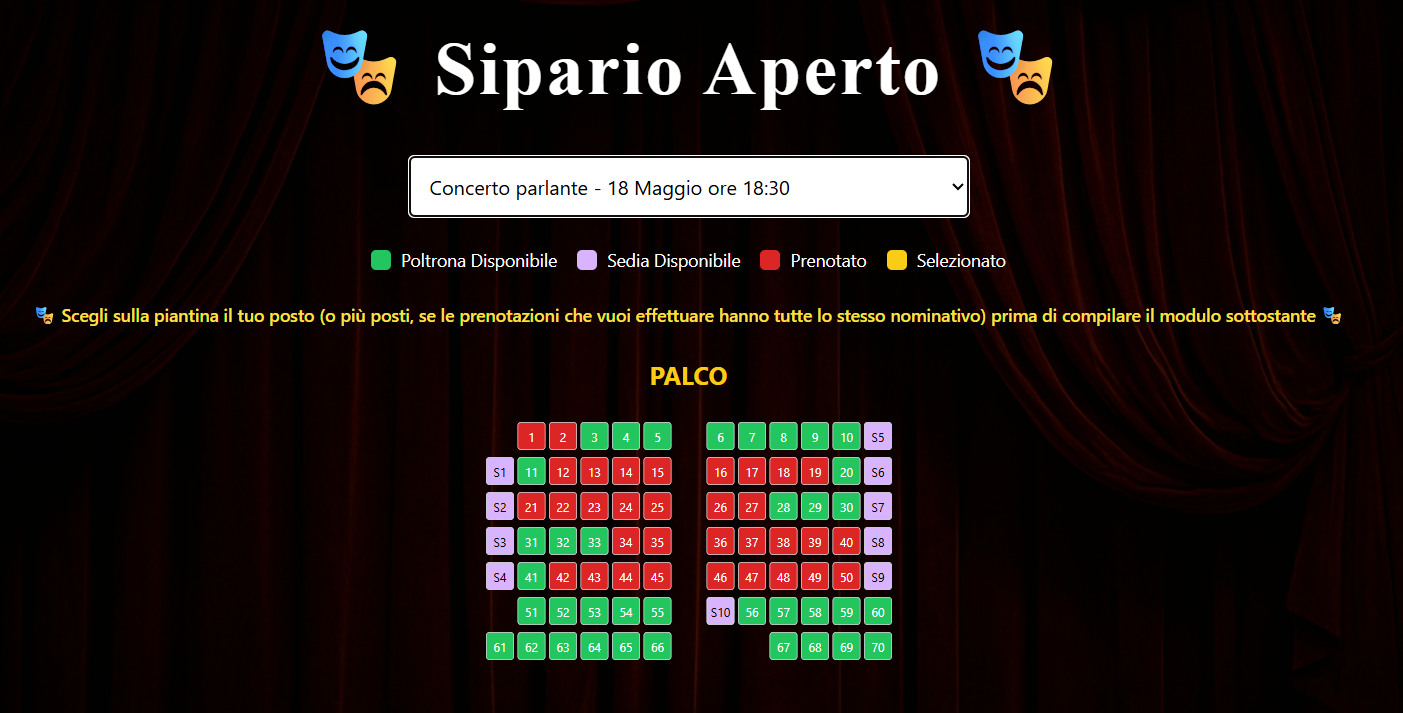 Sipario Aperto
Concerto parlante - 18 Maggio ore 18:30
Poltrona Disponibile Sedia Disponibile Prenotato Selezionato
Scegli sulla piantina il tuo posto (o più posti, se le prenotazioni che vuoi effettuare hanno tutte lo stesso nominativo) prima di compilare il modulo sottostante
PALCO
1 2 3 4 5 6 7 8 9 10 S5
S1 11 12 13 14 15 16 17 18 19 20 S6
S2 21 22 23 24 25 26 27 28 29 30 S7
S3 31 32 33 34 35 36 37 38 39 40 S8
S4 41 42 43 44 45 46 47 48 49 50 S9
51 52 53 54 55 S10 56 57 58 59 60
61 62 63 64 65 66 67 68 69 70